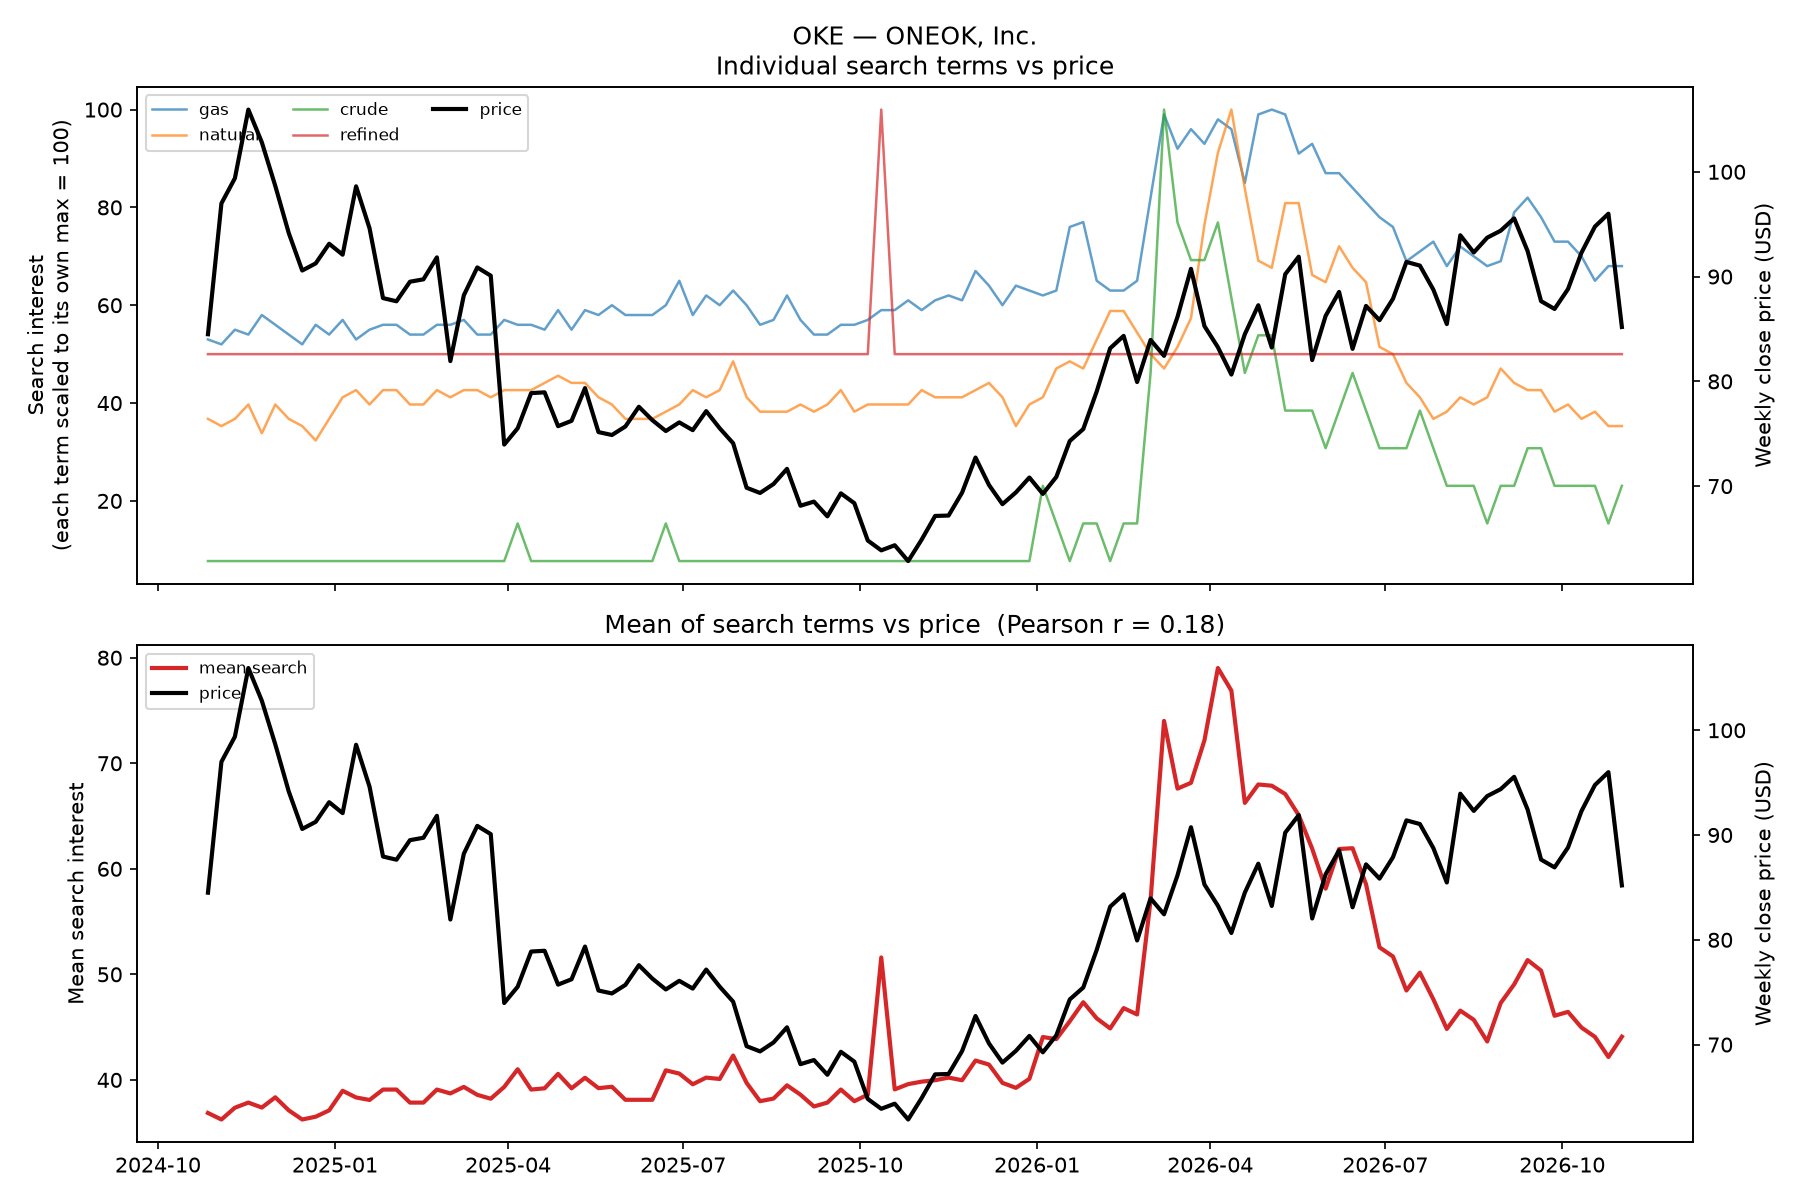 OKE — ONEOK, Inc.
Individual search terms vs price
gas
natural
crude
refined
price
Search interest
(each term scaled to its own max = 100)
100
80
60
40
20
100
90
80
70
Weekly close price (USD)
Mean of search terms vs price (Pearson r = 0.18)
mean search
price
Mean search interest
80
70
60
50
40
100
90
80
70
Weekly close price (USD)
2024-10
2025-01
2025-04
2025-07
2025-10
2026-01
2026-04
2026-07
2026-10